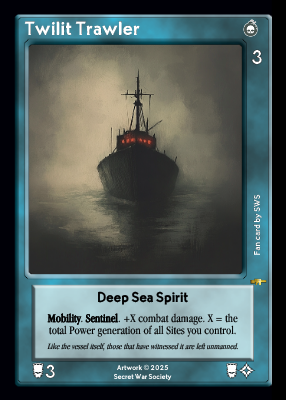 Twilit Trawler
3
Fan card by SWS
Deep Sea Spirit
Mobility. Sentinel. +X combat damage. X = the
total Power generation of all Sites you control.
Like the vessel itself, those that have witnessed it are left unmanned.
3
Artwork © 2025
Secret War Society